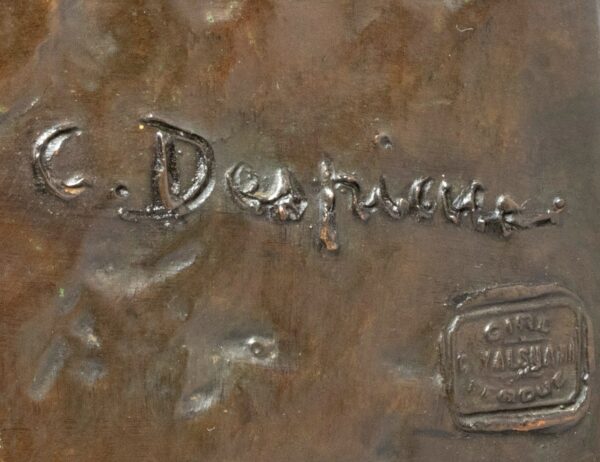 C. Despiau.
CIRE
C. VALSUANI
PERDUE